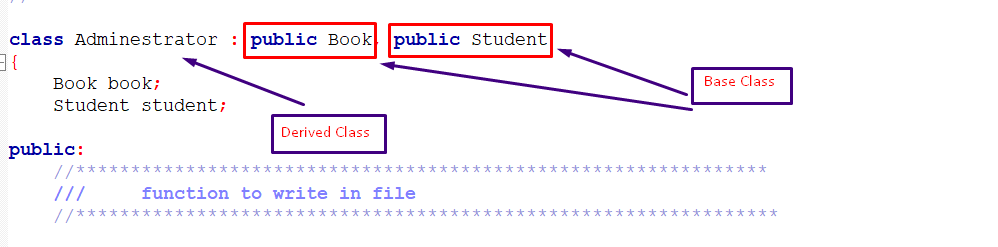 //
class Adminestrator : public Book, public Student
Base Class
{
Book book;
Student student;
Derived Class
public:
//***************************************************************
/// function to write in file
//****************************************************************